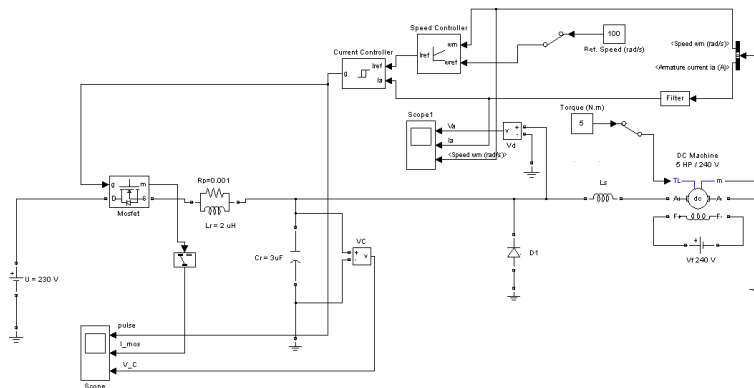 Speed Controller
100
Ref. Speed (rad/s)
Iref
wm
wref
Current Controller
g
Iref
Ia
<Speed wm (rad/s)>
<Armature current ia (A)>
Filter
Scope1
Va
Ia
<Speed wm (rad/s)>
v
+
-
Vd
Torque (N.m)
5
DC Machine
5 HP / 240 V
TL
m
A+
dc
A-
F+
F-
Vf 240 V
Ls
g
m
D
S
Mosfet
Rp=0.001
Lr = 2 uH
U = 230 V
Cr = 3uF
VC
+
-
v
D1
pulse
I_mos
V_C
Scope